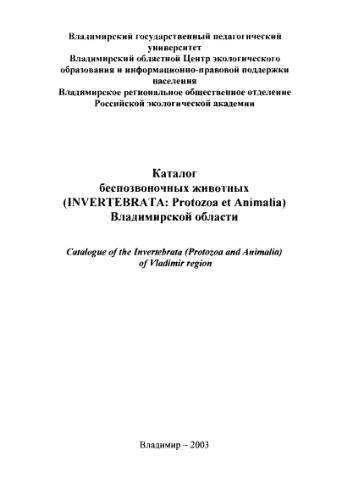 Владимирский государственный педагогический
университет
Владимирский областной Центр экологического
образования и информационно-правовой поддержки
населения
Владимирское региональное общественное отделение
Российской экологической академии
Каталог
беспозвоночных животных
(INVERTEBRATA: Protozoa et Animalia)
Владимирской области
Catalogue of the Invertebrata (Protozoa and Animalia)
of Vladimir region
Владимир – 2003